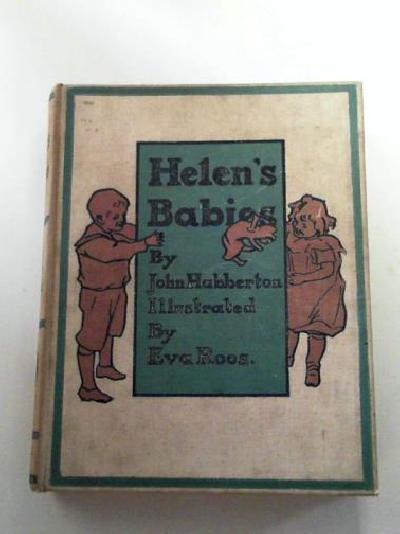 Helen's
Babies
By
John Habberton
Illustrated
By
Eva Roos.